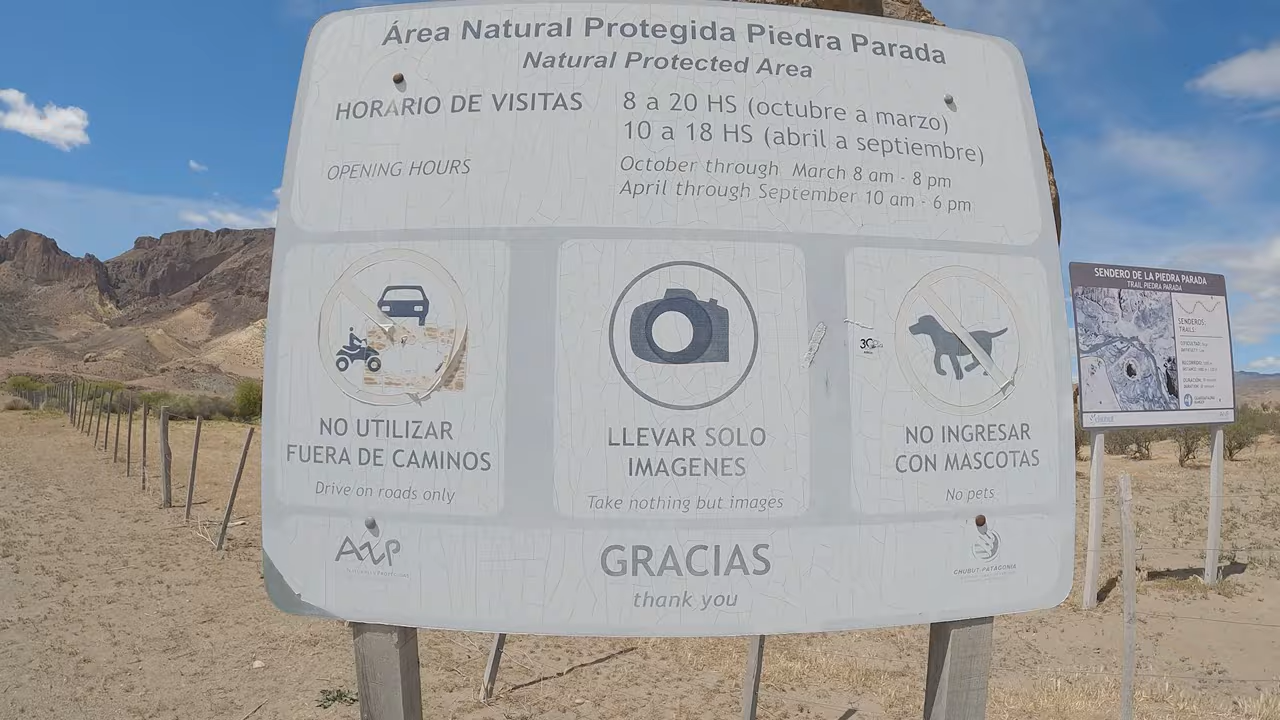 Área Natural Protegida Piedra Parada
Natural Protected Area
HORARIO DE VISITAS
8 a 20 HS (octubre a marzo)
10 a 18 HS (abril a septiembre)
OPENING HOURS
October through March 8 am - 8 pm
April through September 10 am - 6 pm
NO UTILIZAR
FUERA DE CAMINOS
Drive on roads only
LLEVAR SOLO
IMAGENES
Take nothing but images
NO INGRESAR
CON MASCOTAS
No pets
GRACIAS
thank you
CHUBUT PATAGONIA
SENDERO DE LA PIEDRA PARADA
TRAIL PIEDRA PARADA
SENDEROS:
TRAILS: